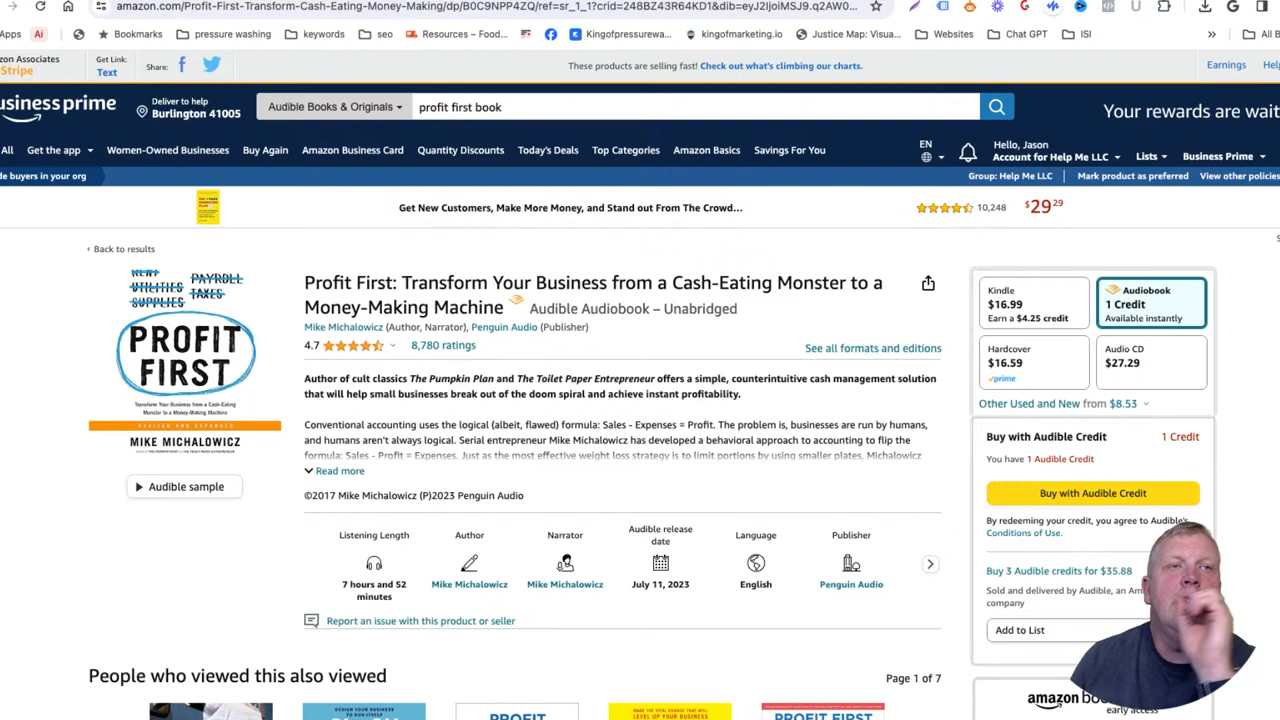 amazon.com/Profit-First-Transform-Cash-Eating-Money-Making/dp/B0C9NPP4ZQ/ref=sr_1_1?crid=248BZ43R64KD1&dib=eyJ2IjoiMSJ9.q2AW0...
Apps Ai Bookmarks pressure washing keywords seo Resources – Food... Kingofpressurewa... kingofmarketing.io Justice Map: Visua... Websites Chat GPT ISI » All B
zon Associates
Stripe
Get Link:
Text
Share:
These products are selling fast! Check out what's climbing our charts.
Earnings Help
usiness prime
Deliver to help
Burlington 41005
Audible Books & Originals
profit first book
Your rewards are wait
All Get the app Women-Owned Businesses Buy Again Amazon Business Card Quantity Discounts Today's Deals Top Categories Amazon Basics Savings For You
EN
Hello, Jason
Account for Help Me LLC
Lists
Business Prime
de buyers in your org
Group: Help Me LLC Mark product as preferred View other policies
Get New Customers, Make More Money, and Stand out From The Crowd...
10,248 $29 29
‹ Back to results
RENT
UTILITIES
SUPPLIES
PAYROLL
TAXES
PROFIT
FIRST
Transform Your Business from a Cash-Eating
Monster to a Money-Making Machine
REVISED AND EXPANDED
MIKE MICHALOWICZ
Audible sample
Profit First: Transform Your Business from a Cash-Eating Monster to a
Money-Making Machine Audible Audiobook – Unabridged
Mike Michalowicz (Author, Narrator), Penguin Audio (Publisher)
4.7 8,780 ratings
See all formats and editions
Author of cult classics The Pumpkin Plan and The Toilet Paper Entrepreneur offers a simple, counterintuitive cash management solution
that will help small businesses break out of the doom spiral and achieve instant profitability.
Conventional accounting uses the logical (albeit, flawed) formula: Sales - Expenses = Profit. The problem is, businesses are run by humans,
and humans aren't always logical. Serial entrepreneur Mike Michalowicz has developed a behavioral approach to accounting to flip the
formula: Sales - Profit = Expenses. Just as the most effective weight loss strategy is to limit portions by using smaller plates, Michalowicz
Read more
©2017 Mike Michalowicz (P)2023 Penguin Audio
Listening Length
7 hours and 52
minutes
Author
Mike Michalowicz
Narrator
Mike Michalowicz
Audible release
date
July 11, 2023
Language
English
Publisher
Penguin Audio
Report an issue with this product or seller
Kindle
$16.99
Earn a $4.25 credit
Audiobook
1 Credit
Available instantly
Hardcover
$16.59
prime
Audio CD
$27.29
Other Used and New from $8.53
Buy with Audible Credit 1 Credit
You have 1 Audible Credit
Buy with Audible Credit
By redeeming your credit, you agree to Audible's
Conditions of Use.
Buy 3 Audible credits for $35.88
Sold and delivered by Audible, an Am
company
Add to List
amazon bo
early access
People who viewed this also viewed
Page 1 of 7
DESIGN YOUR BUSINESS
TO RUN ITSELF
PROFIT
MAKE THE VITAL CHANGE THAT WILL
LEVEL UP YOUR BUSINESS
PROFIT FIRST